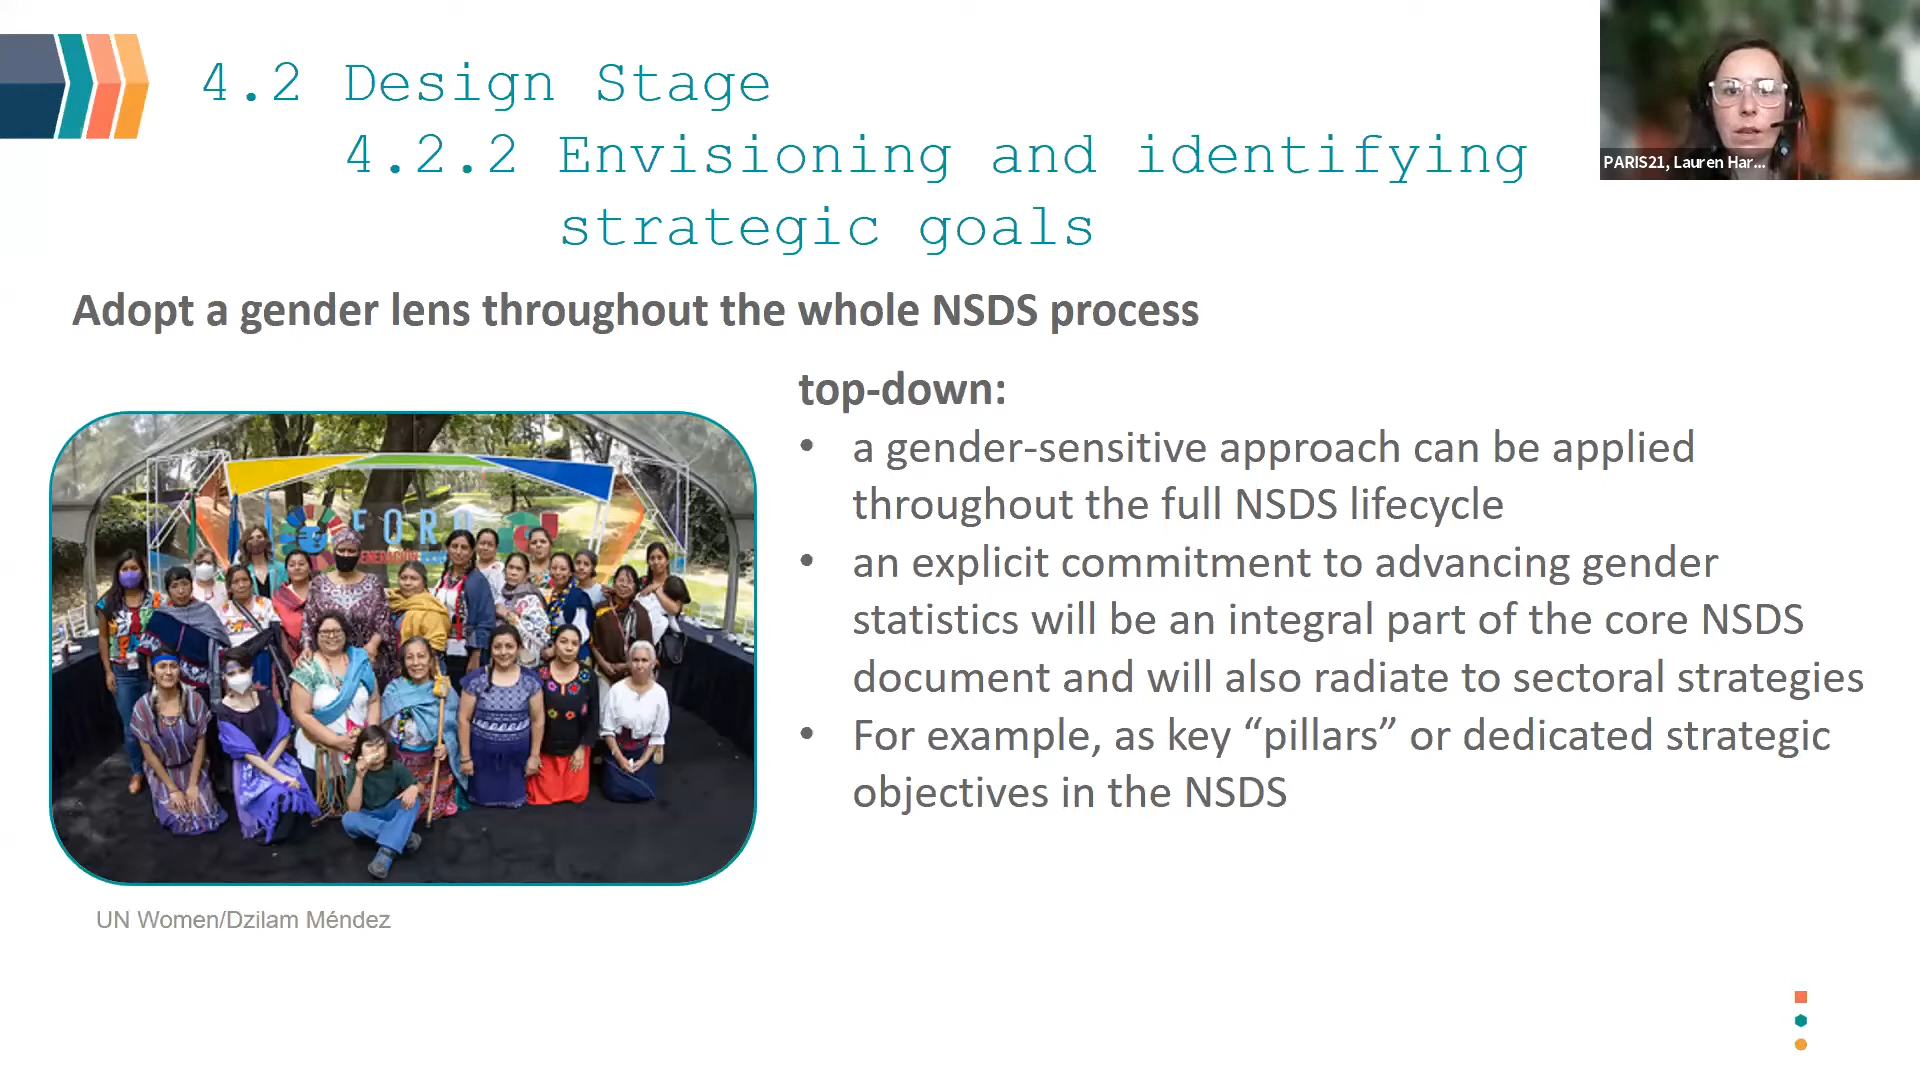 4.2 Design Stage
4.2.2 Envisioning and identifying
strategic goals
PARIS21, Lauren Har...
Adopt a gender lens throughout the whole NSDS process
top-down:
• a gender-sensitive approach can be applied
throughout the full NSDS lifecycle
• an explicit commitment to advancing gender
statistics will be an integral part of the core NSDS
document and will also radiate to sectoral strategies
• For example, as key “pillars” or dedicated strategic
objectives in the NSDS
FORO
UN Women/Dzilam Méndez